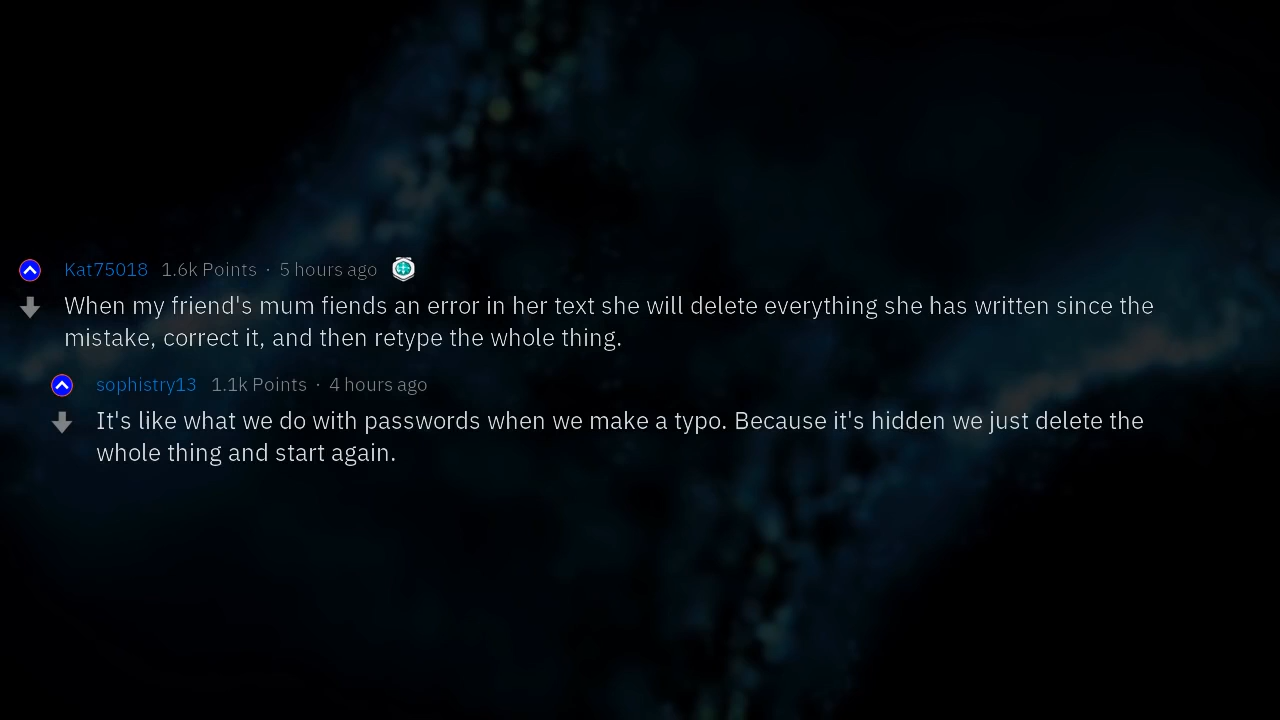 Kat75018 1.6k Points · 5 hours ago
When my friend's mum fiends an error in her text she will delete everything she has written since the
mistake, correct it, and then retype the whole thing.
sophistry13 1.1k Points · 4 hours ago
It's like what we do with passwords when we make a typo. Because it's hidden we just delete the
whole thing and start again.